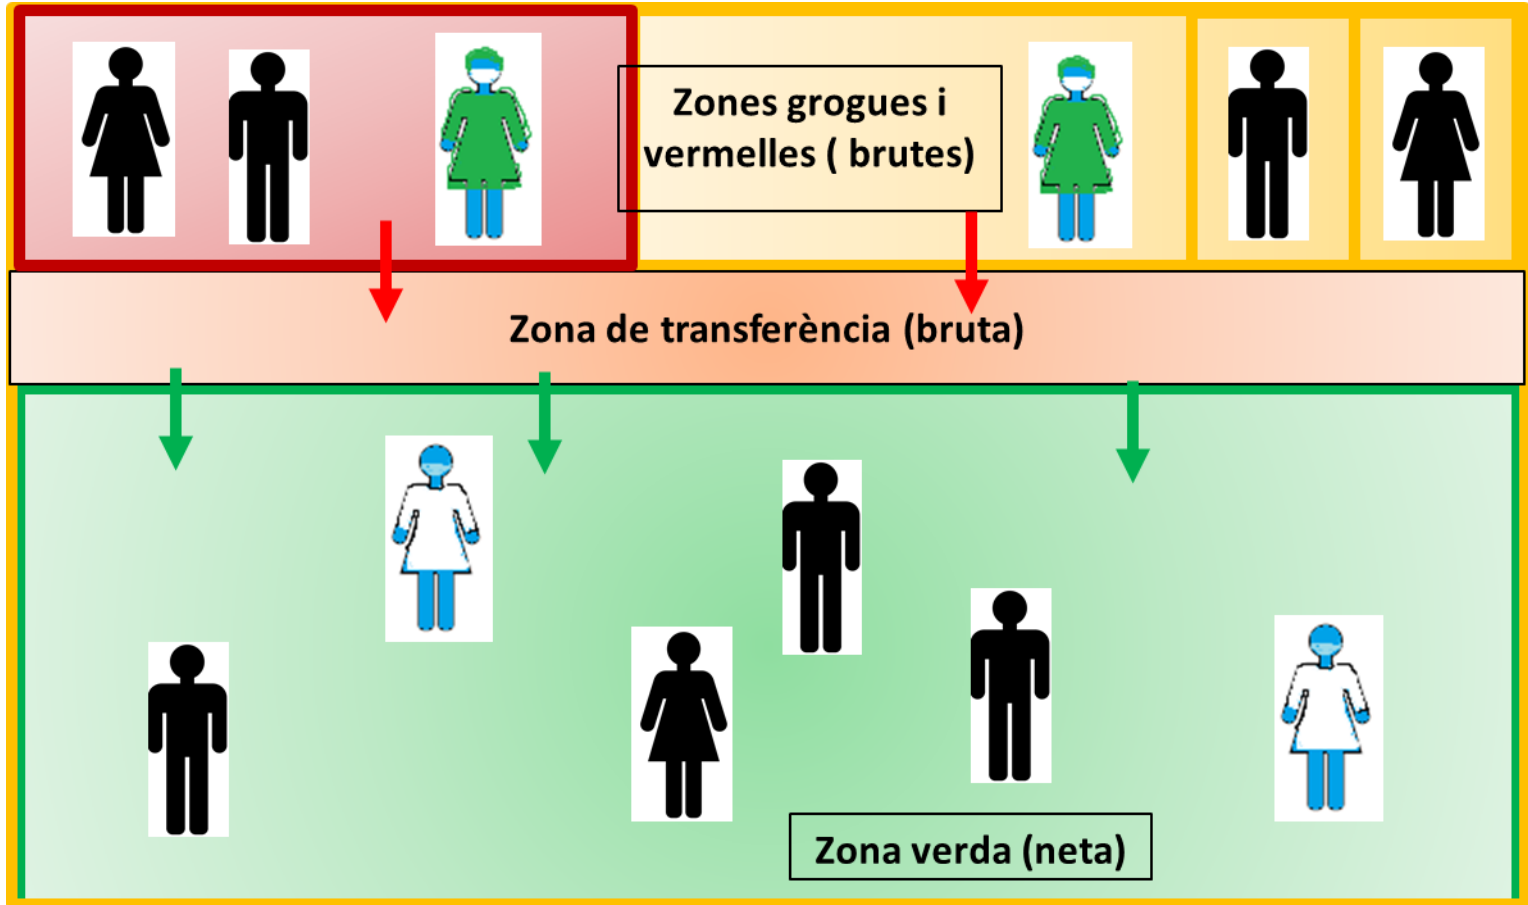 Zones grogues i
vermelles ( brutes)
Zona de transferència (bruta)
Zona verda (neta)